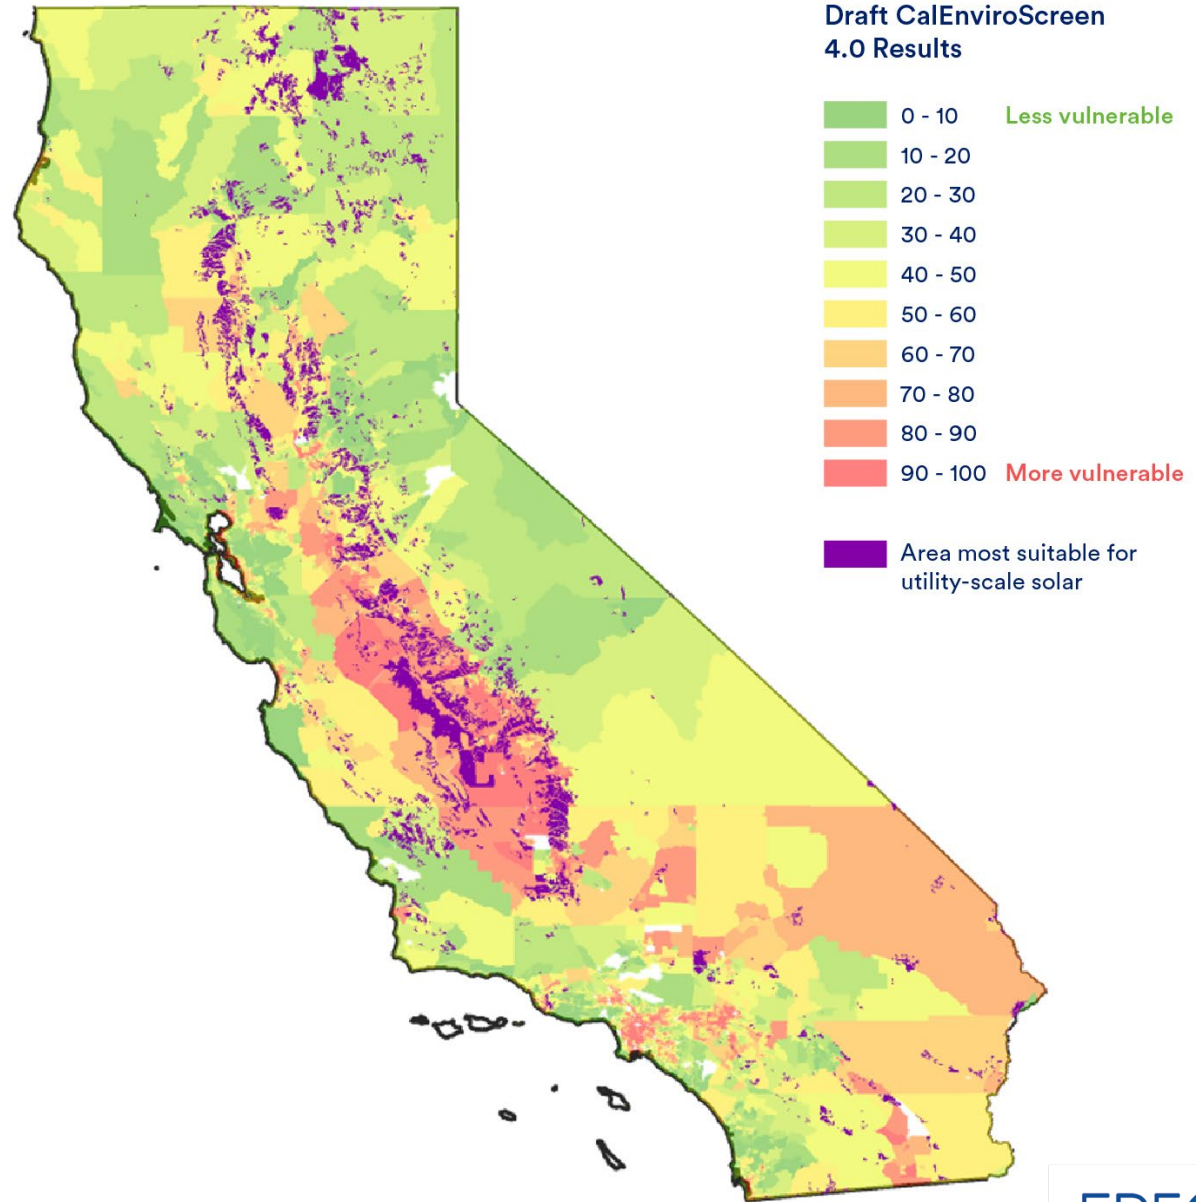 Draft CalEnviroScreen
4.0 Results
0 - 10 Less vulnerable
10 - 20
20 - 30
30 - 40
40 - 50
50 - 60
60 - 70
70 - 80
80 - 90
90 - 100 More vulnerable
Area most suitable for
utility-scale solar